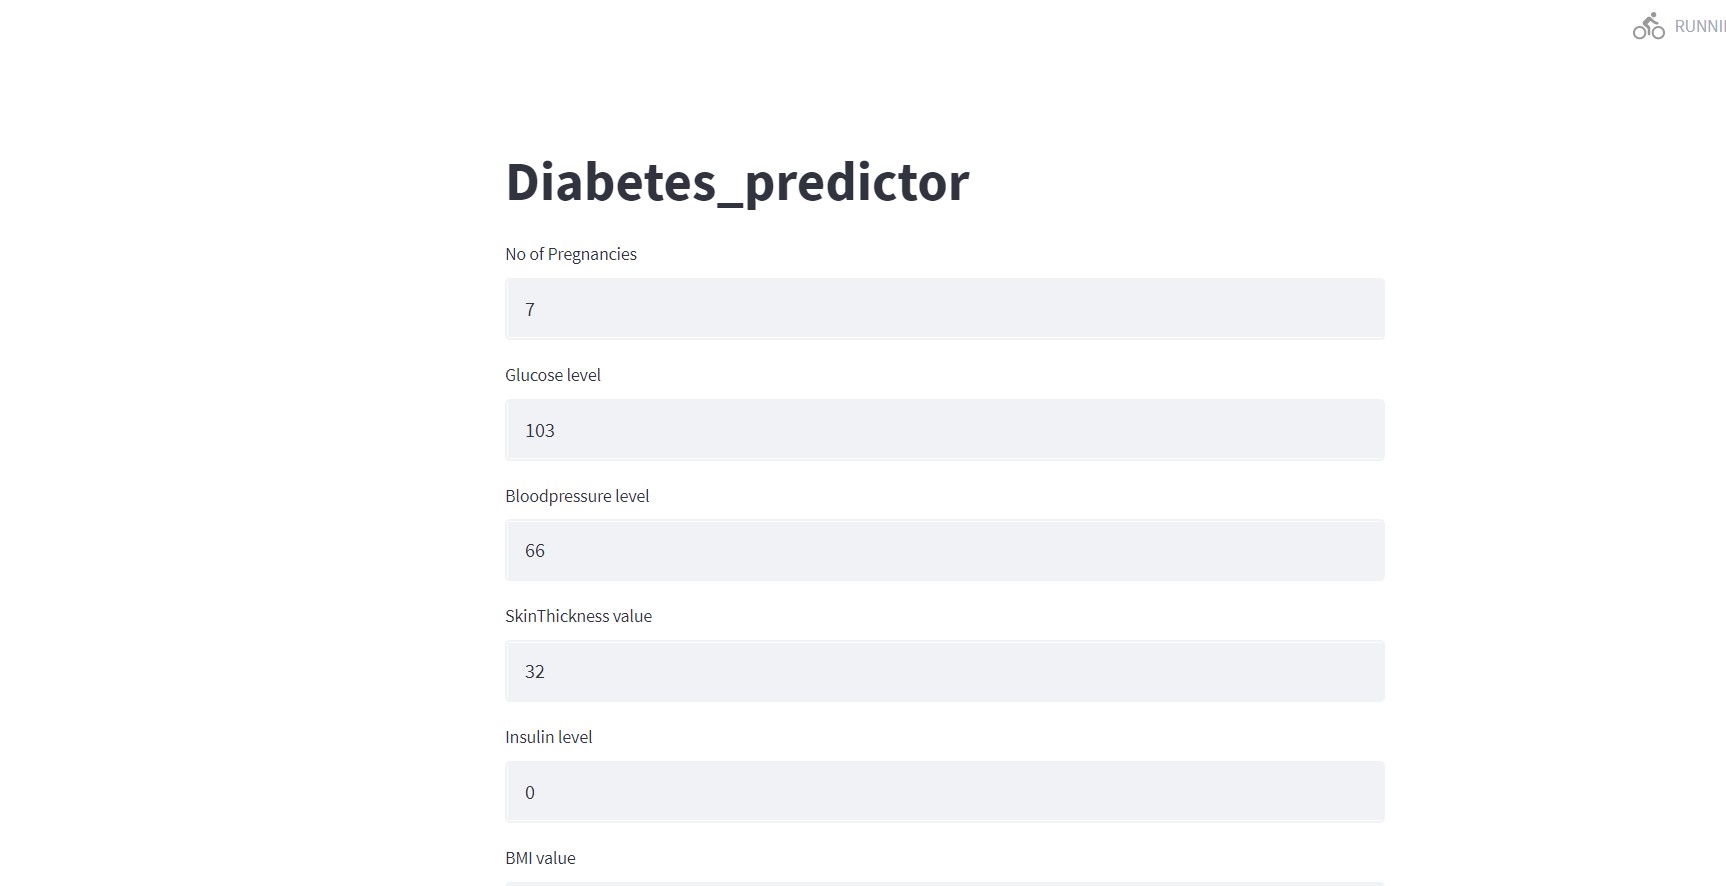 RUNNI
Diabetes_predictor
No of Pregnancies
7
Glucose level
103
Bloodpressure level
66
SkinThickness value
32
Insulin level
0
BMI value